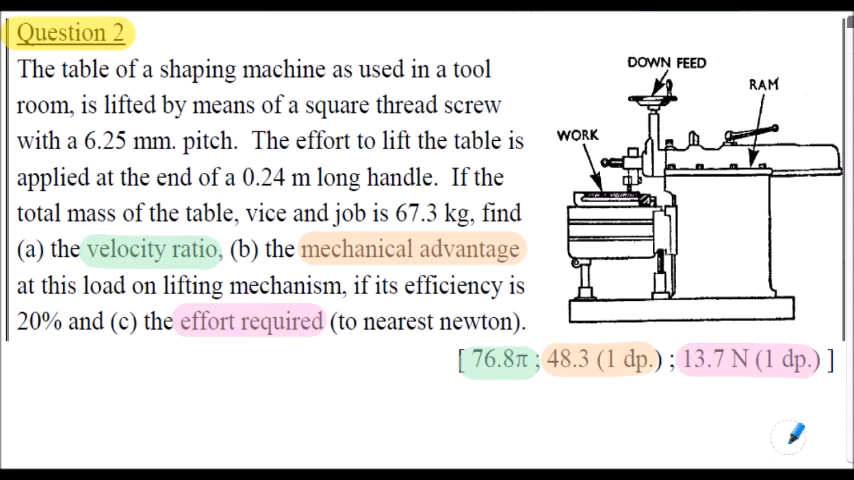 Question 2
The table of a shaping machine as used in a tool
room, is lifted by means of a square thread screw
with a 6.25 mm. pitch. The effort to lift the table is
applied at the end of a 0.24 m long handle. If the
total mass of the table, vice and job is 67.3 kg, find
(a) the velocity ratio, (b) the mechanical advantage
at this load on lifting mechanism, if its efficiency is
20% and (c) the effort required (to nearest newton).
[ 76.8π ; 48.3 (1 dp.) ; 13.7 N (1 dp.) ]
DOWN FEED
RAM
WORK